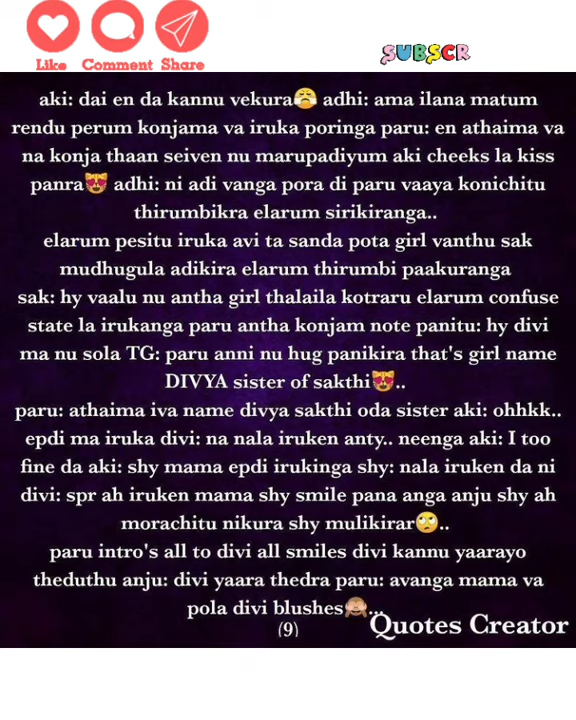 Like Comment Share
SUBSCR
aki: dai en da kannu vekura😤 adhi: ama ilana matum
rendu perum konjama va iruka poringa paru: en athaima va
na konja thaan seiven nu marupadiyum aki cheeks la kiss
panra😻 adhi: ni adi vanga pora di paru vaaya konichitu
thirumbikra elarum sirikiranga..
elarum pesitu iruka avi ta sanda pota girl vanthu sak
mudhugula adikira elarum thirumbi paakuranga
sak: hy vaalu nu antha girl thalaila kotraru elarum confuse
state la irukanga paru antha konjam note panitu: hy divi
ma nu sola TG: paru anni nu hug panikira that's girl name
DIVYA sister of sakthi😻..
paru: athaima iva name divya sakthi oda sister aki: ohhkk..
epdi ma iruka divi: na nala iruken anty.. neenga aki: I too
fine da aki: shy mama epdi irukinga shy: nala iruken da ni
divi: spr ah iruken mama shy smile pana anga anju shy ah
morachitu nikura shy mulikirar🙄..
paru intro's all to divi all smiles divi kannu yaarayo
theduthu anju: divi yaara thedra paru: avanga mama va
pola divi blushes🙈...
(9)
Quotes Creator